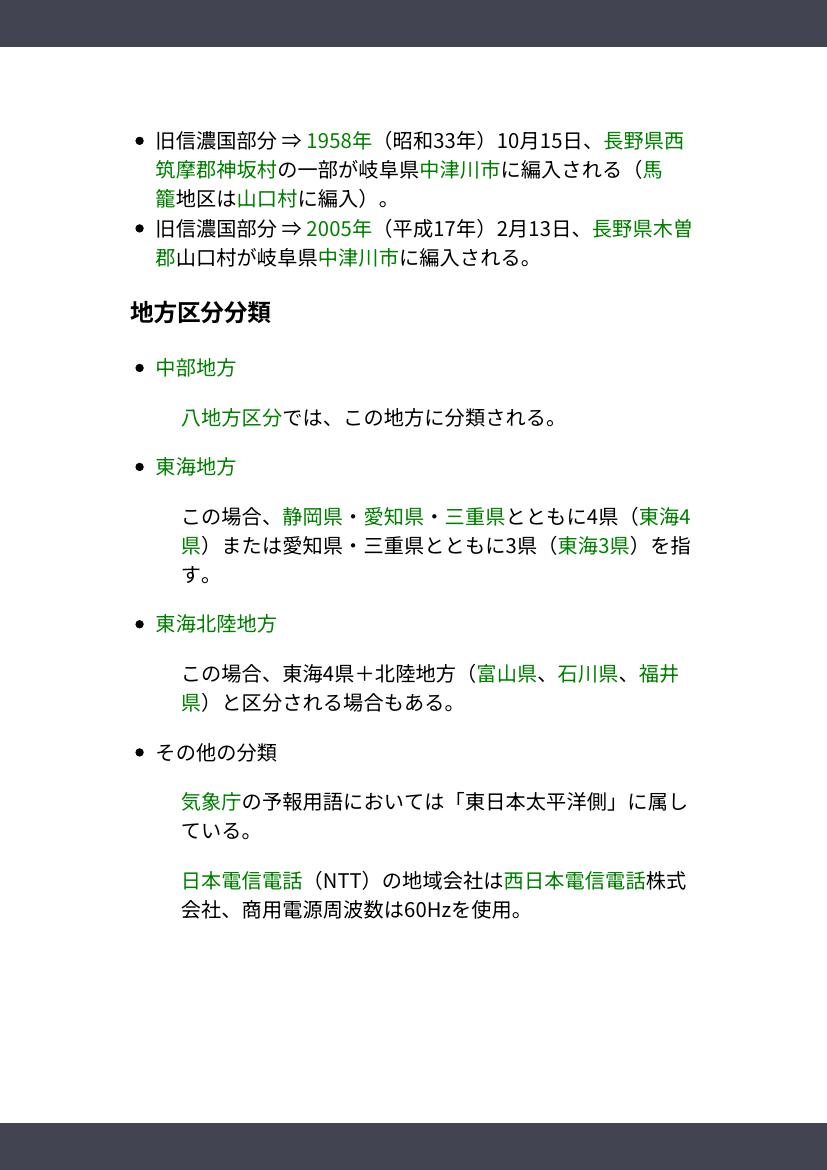 • 旧信濃国部分 ⇒ 1958年（昭和33年）10月15日、長野県西
筑摩郡神坂村の一部が岐阜県中津川市に編入される（馬
籠地区は山口村に編入）。
• 旧信濃国部分 ⇒ 2005年（平成17年）2月13日、長野県木曽
郡山口村が岐阜県中津川市に編入される。
地方区分分類
• 中部地方
八地方区分では、この地方に分類される。
• 東海地方
この場合、静岡県・愛知県・三重県とともに4県（東海4
県）または愛知県・三重県とともに3県（東海3県）を指
す。
• 東海北陸地方
この場合、東海4県＋北陸地方（富山県、石川県、福井
県）と区分される場合もある。
• その他の分類
気象庁の予報用語においては「東日本太平洋側」に属し
ている。
日本電信電話（NTT）の地域会社は西日本電信電話株式
会社、商用電源周波数は60Hzを使用。